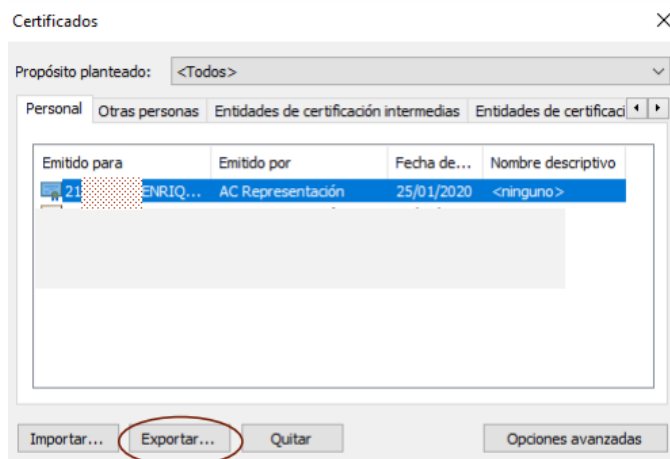 Certificados
Propósito planteado: <Todos>
Personal Otras personas Entidades de certificación intermedias Entidades de certificaci
Emitido para Emitido por Fecha de... Nombre descriptivo
21 ENRIQ... AC Representación 25/01/2020 <ninguno>
Importar... Exportar... Quitar Opciones avanzadas